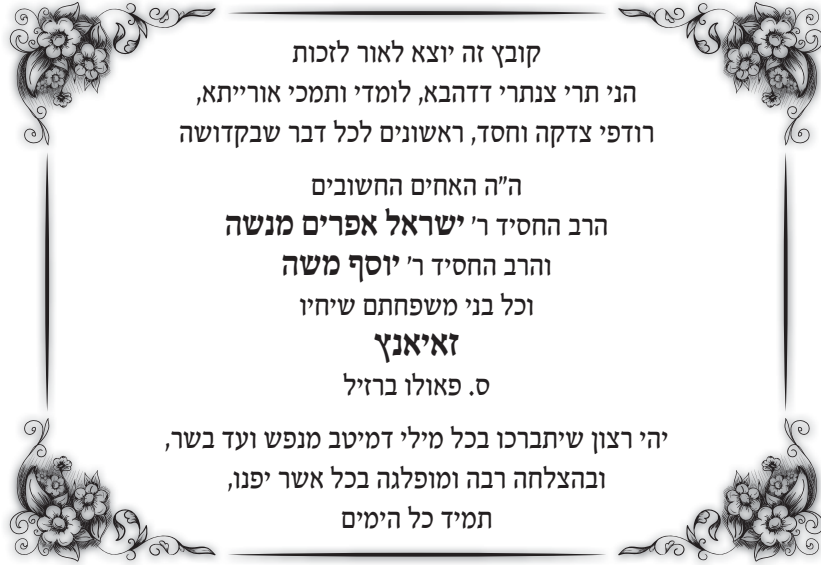 קובץ זה יוצא לאור לזכות
הני תרי צנתרי דדהבא, לומדי ותמכי אורייתא,
רודפי צדקה וחסד, ראשונים לכל דבר שבקדושה
ה״ה האחים החשובים
הרב החסיד ר׳ ישראל אפרים מנשה
והרב החסיד ר׳ יוסף משה
וכל בני משפחתם שיחיו
זאיאנץ
ס. פאולו ברזיל
יהי רצון שיתברכו בכל מילי דמיטב מנפש ועד בשר,
ובהצלחה רבה ומופלגה בכל אשר יפנו,
תמיד כל הימים